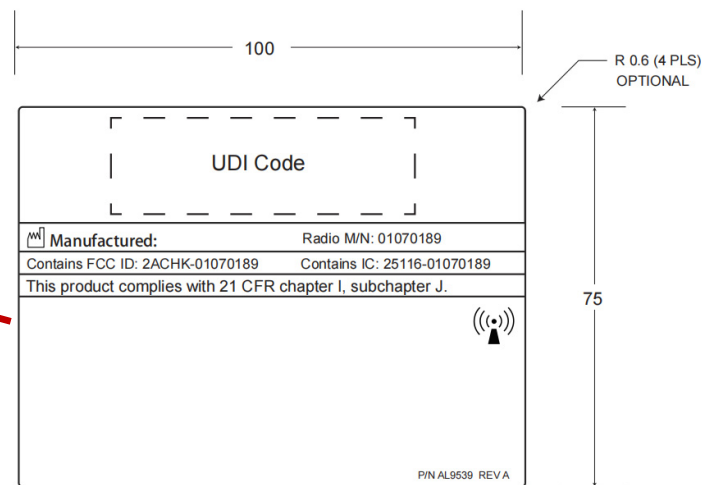 100
R 0.6 (4 PLS)
OPTIONAL
UDI Code
Manufactured: Radio M/N: 01070189
Contains FCC ID: 2ACHK-01070189 Contains IC: 25116-01070189
This product complies with 21 CFR chapter I, subchapter J.
75
P/N AL9539 REV A